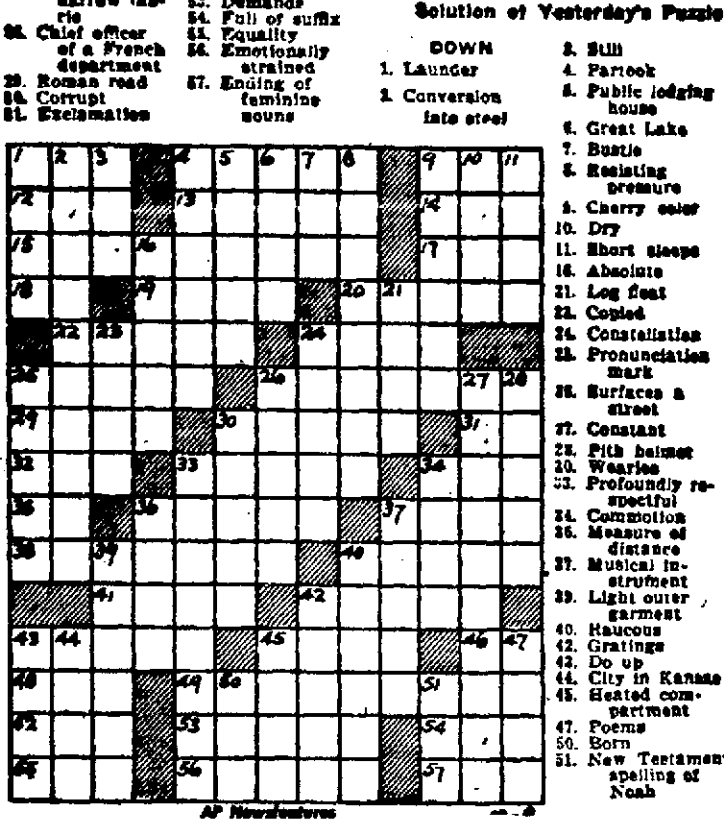 rie
Chief officer
of a French
department
29. Roman road
Corrupt
Exclamation
53. Demands
54. Full of suffix
55. Equality
56. Emotionally
strained
57. Ending of
feminine
nouns
Solution of Yesterday's Puzzle
DOWN
1. Launder
2. Conversion
into steel
3. Still
4. Partook
5. Public lodging
house
6. Great Lake
7. Bustle
8. Resisting
pressure
9. Cherry color
10. Dry
11. Short sleeps
16. Absolute
21. Log float
23. Copied
24. Constellation
25. Pronunciation
mark
26. Surfaces a
street
27. Constant
28. Pith helmet
30. Wearies
33. Profoundly re-
spectful
34. Commotion
36. Measure of
distance
37. Musical in-
strument
39. Light outer
garment
40. Raucous
42. Gratings
43. Do up
44. City in Kansas
45. Heated com-
partment
47. Poems
50. Born
51. New Testament
spelling of
Noah
1 2 3 4 5 6 7 8 9 10 11
12 13 14
15 16 17
18 19 20 21
22 23 24
25 26 27 28
29 30 31
32 33 34
35 36 37
38 39 40
41 42
43 44 45 46 47
48 49 50 51
52 53 54
55 56 57
AP Newsfeatures